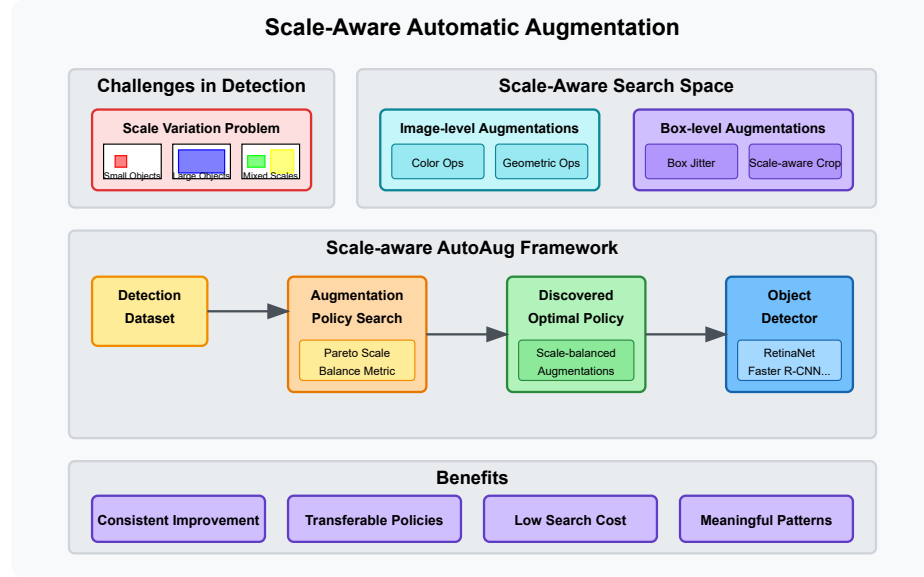 Scale-Aware Automatic Augmentation
Challenges in Detection
Scale Variation Problem
Small Objects
Large Objects
Mixed Scales
Scale-Aware Search Space
Image-level Augmentations
Color Ops
Geometric Ops
Box-level Augmentations
Box Jitter
Scale-aware Crop
Scale-aware AutoAug Framework
Detection
Dataset
Augmentation
Policy Search
Pareto Scale
Balance Metric
Discovered
Optimal Policy
Scale-balanced
Augmentations
Object
Detector
RetinaNet
Faster R-CNN...
Benefits
Consistent Improvement
Transferable Policies
Low Search Cost
Meaningful Patterns